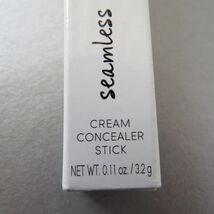 seamless
CREAM
CONCEALER
STICK
NET WT. 0.11 oz. / 3.2 g